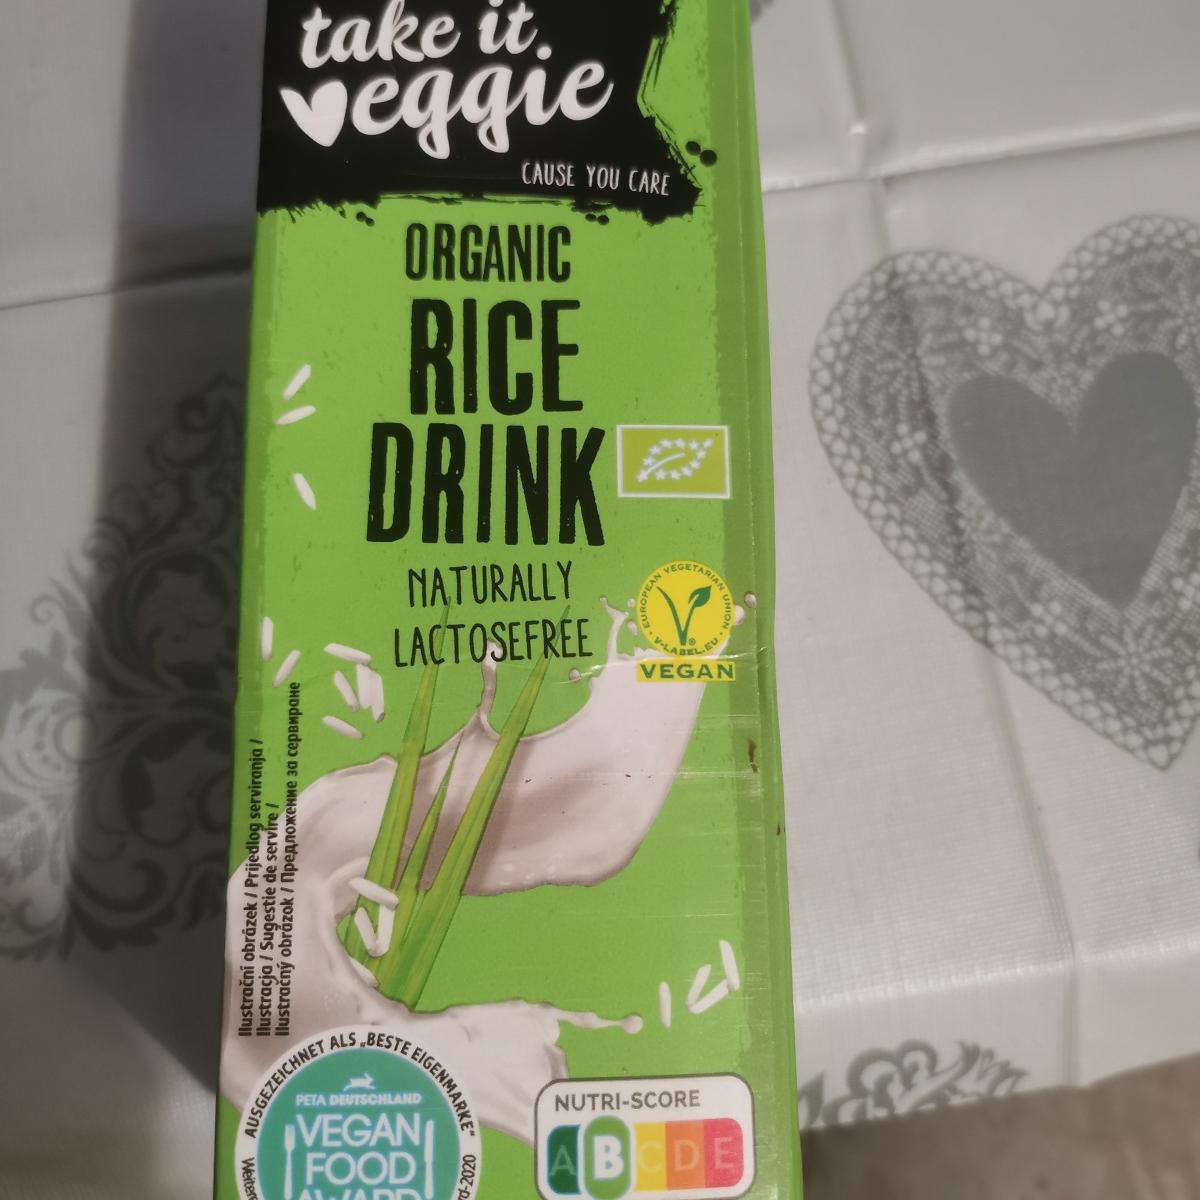 take it
veggie
CAUSE YOU CARE
ORGANIC
RICE
DRINK
NATURALLY
LACTOSEFREE
EUROPEAN VEGETARIAN UNION
V-LABEL.EU
VEGAN
Ilustrační obrázek / Prijedlog serviranja /
Ilustracja / Sugestie de servire /
Ilustračný obrázok / Предложение за сервиране
AUSGEZEICHNET ALS „BESTE EIGENMARKE“
PETA DEUTSCHLAND
VEGAN
FOOD
AWARD
NUTRI-SCORE
A B C D E